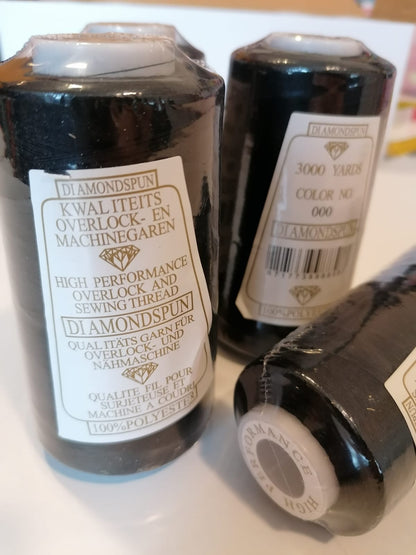 DIAMONDSPUN
KWALITEITS
OVERLOCK- EN
MACHINEGAREN
HIGH PERFORMANCE
OVERLOCK AND
SEWING THREAD
DIAMONDSPUN
QUALITÄTS GARN FÜR
OVERLOCK- UND
NÄHMASCHINE
QUALITE FIL POUR
SURJETEUSE ET
MACHINE A COUDRE
100%POLYESTER
DIAMONDSPUN
3000 YARDS
COLOR NO.
000
DIAMONDSPUN
100%POLYESTER
HIGH PERFORMANCE